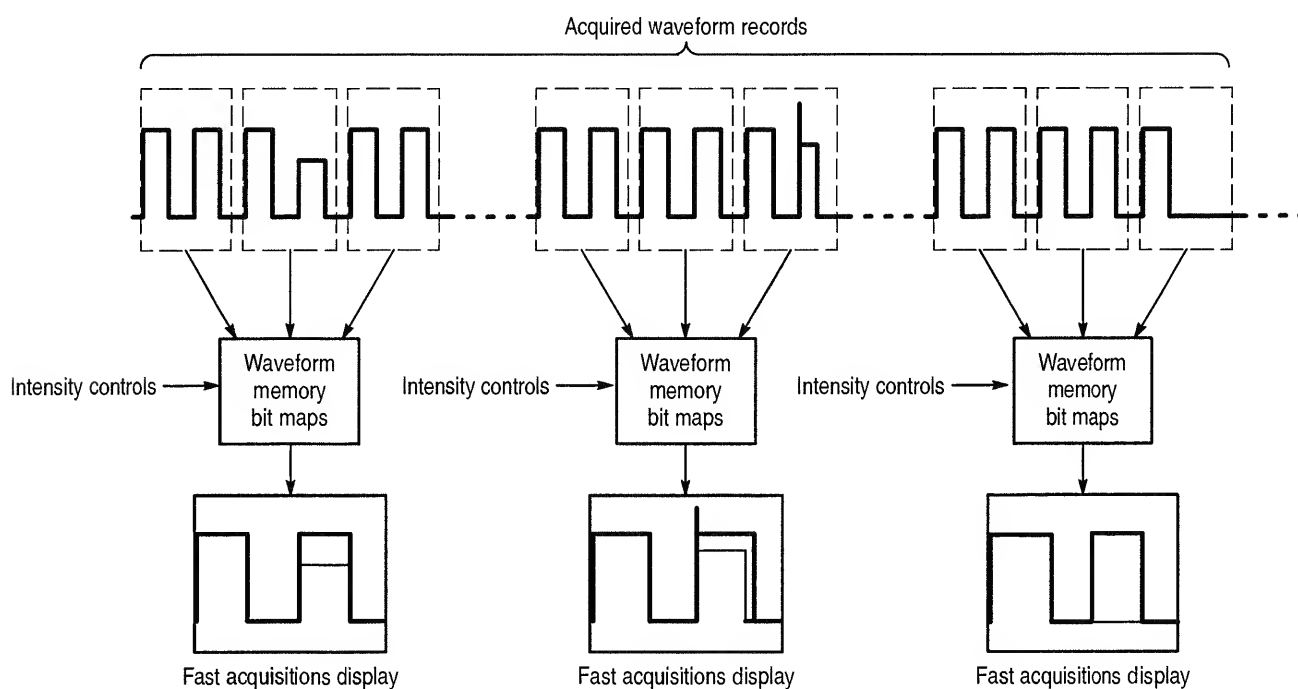 Acquired waveform records
Intensity controls
Waveform
memory
bit maps
Intensity controls
Waveform
memory
bit maps
Intensity controls
Waveform
memory
bit maps
Fast acquisitions display
Fast acquisitions display
Fast acquisitions display